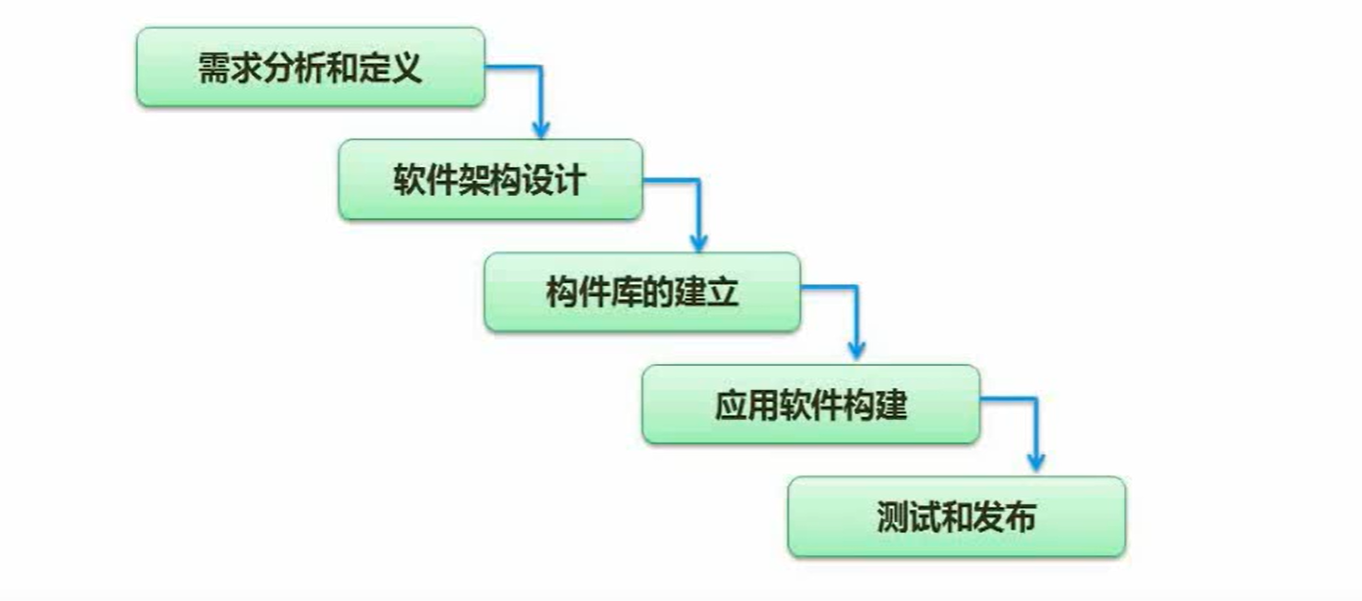 需求分析和定义
软件架构设计
构件库的建立
应用软件构建
测试和发布